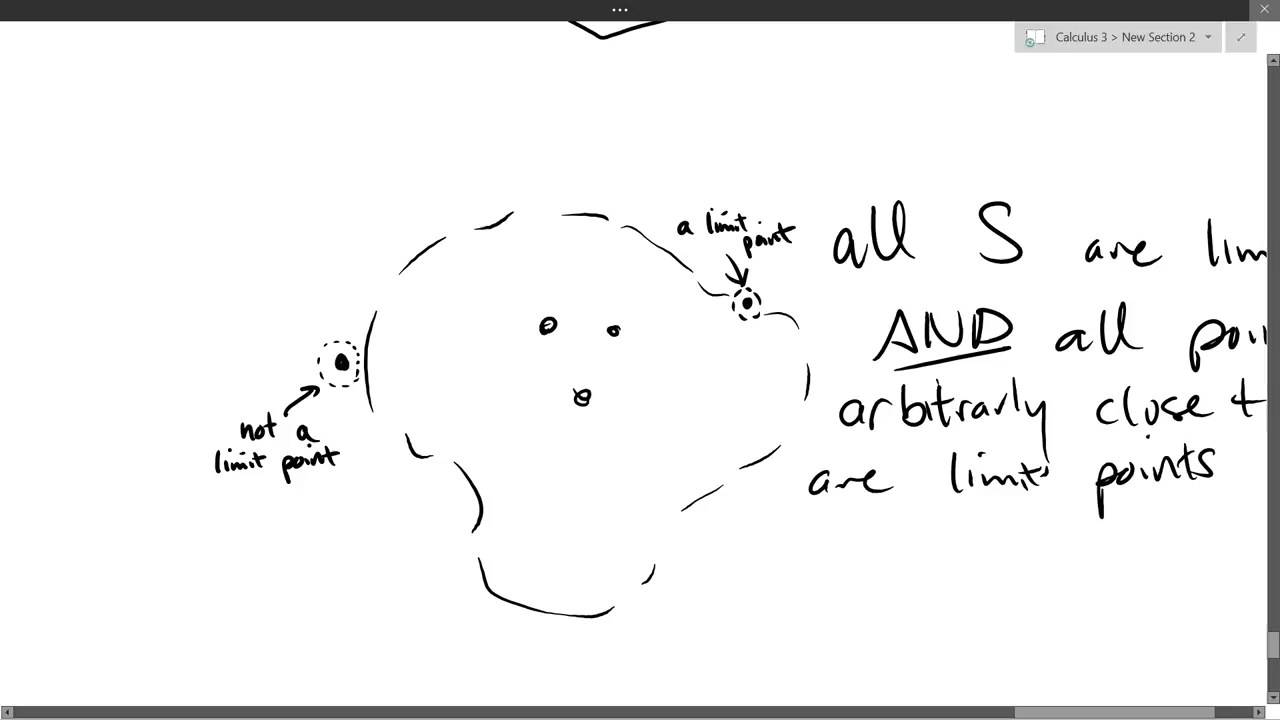 Calculus 3 > New Section 2
a limit
point
all S are lim
AND all poin
arbitrarly close t
are limit points
not a
limit point